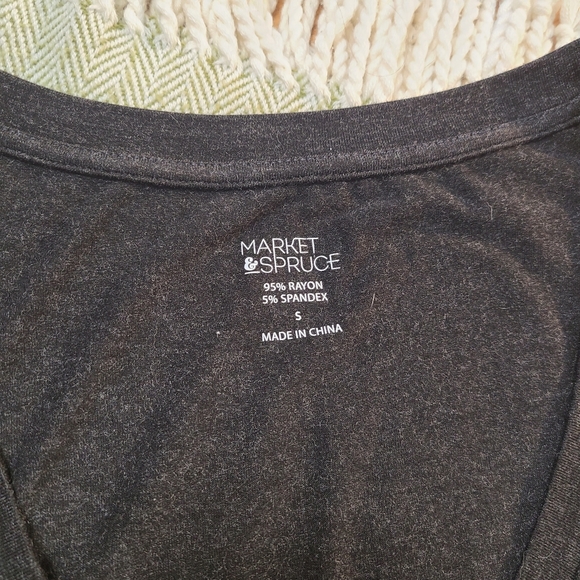 MARKET
&SPRUCE
95% RAYON
5% SPANDEX
S
MADE IN CHINA